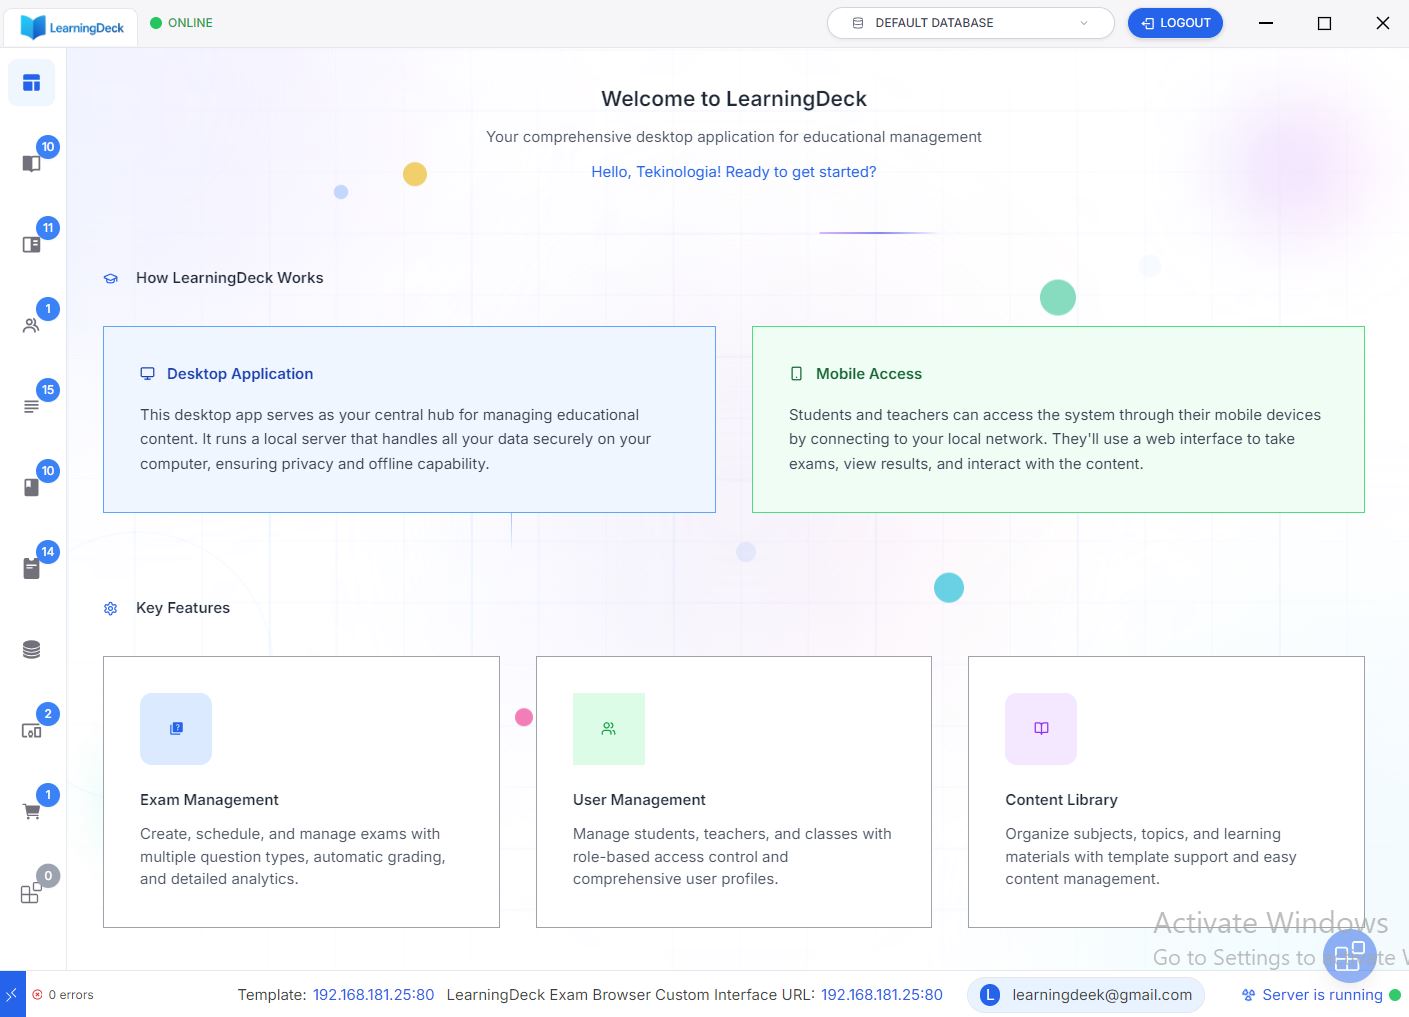 LearningDeck
ONLINE
DEFAULT DATABASE
LOGOUT
Welcome to LearningDeck
Your comprehensive desktop application for educational management
Hello, Tekinologia! Ready to get started?
10
11
1
15
10
14
2
1
0
How LearningDeck Works
Desktop Application
This desktop app serves as your central hub for managing educational
content. It runs a local server that handles all your data securely on your
computer, ensuring privacy and offline capability.
Mobile Access
Students and teachers can access the system through their mobile devices
by connecting to your local network. They'll use a web interface to take
exams, view results, and interact with the content.
Key Features
Exam Management
Create, schedule, and manage exams with
multiple question types, automatic grading,
and detailed analytics.
User Management
Manage students, teachers, and classes with
role-based access control and
comprehensive user profiles.
Content Library
Organize subjects, topics, and learning
materials with template support and easy
content management.
Activate Windows
Go to Settings to
0 errors
Template: 192.168.181.25:80 LearningDeck Exam Browser Custom Interface URL: 192.168.181.25:80
L learningdeek@gmail.com
Server is running